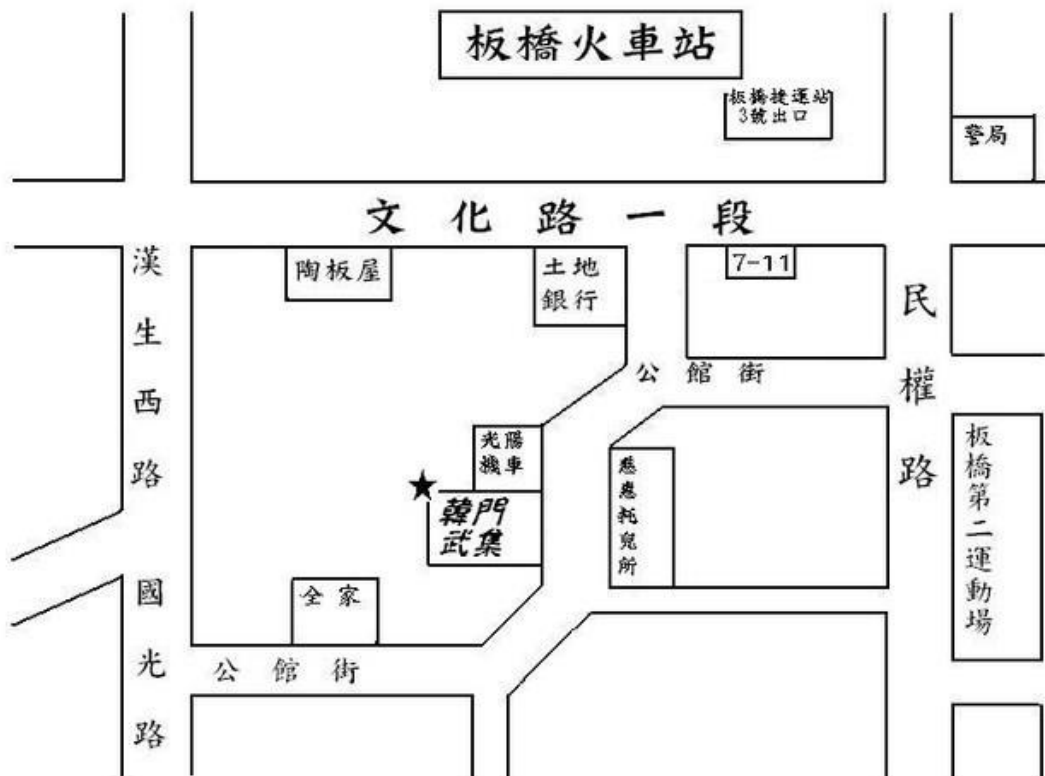 板橋火車站
板橋捷運站
3號出口
警局
文化路一段
漢生西路
陶板屋
土地
銀行
7-11
民權路
公館街
光陽
機車
★
韓門
武集
慈惠托兒所
板橋第二運動場
全家
國光路
公館街